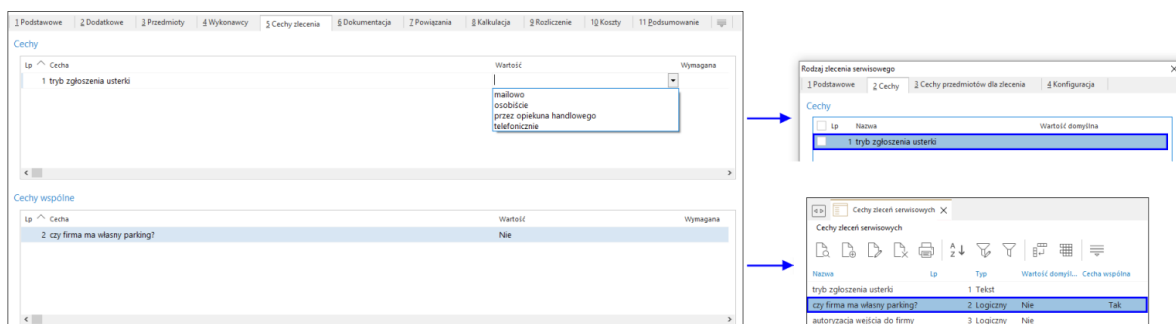 1 Podstawowe 2 Dodatkowe 3 Przedmioty 4 Wykonawcy 5 Cechy zlecenia 6 Dokumentacja 7 Powiązania 8 Kalkulacja 9 Rozliczenie 10 Koszty 11 Podsumowanie
Cechy
Lp Cecha Wartość Wymagana
1 tryb zgłoszenia usterki
mailowo
osobiście
przez opiekuna handlowego
telefonicznie
Cechy wspólne
Lp Cecha Wartość Wymagana
2 czy firma ma własny parking? Nie
Rodzaj zlecenia serwisowego
1 Podstawowe 2 Cechy 3 Cechy przedmiotów dla zlecenia 4 Konfiguracja
Cechy
Lp Nazwa Wartość domyślna
1 tryb zgłoszenia usterki
Cechy zleceń serwisowych
Cechy zleceń serwisowych
Nazwa Lp Typ Wartość domyśl... Cecha wspólna
tryb zgłoszenia usterki 1 Tekst
czy firma ma własny parking? 2 Logiczny Nie Tak
autoryzacja wejścia do firmy 3 Logiczny Nie